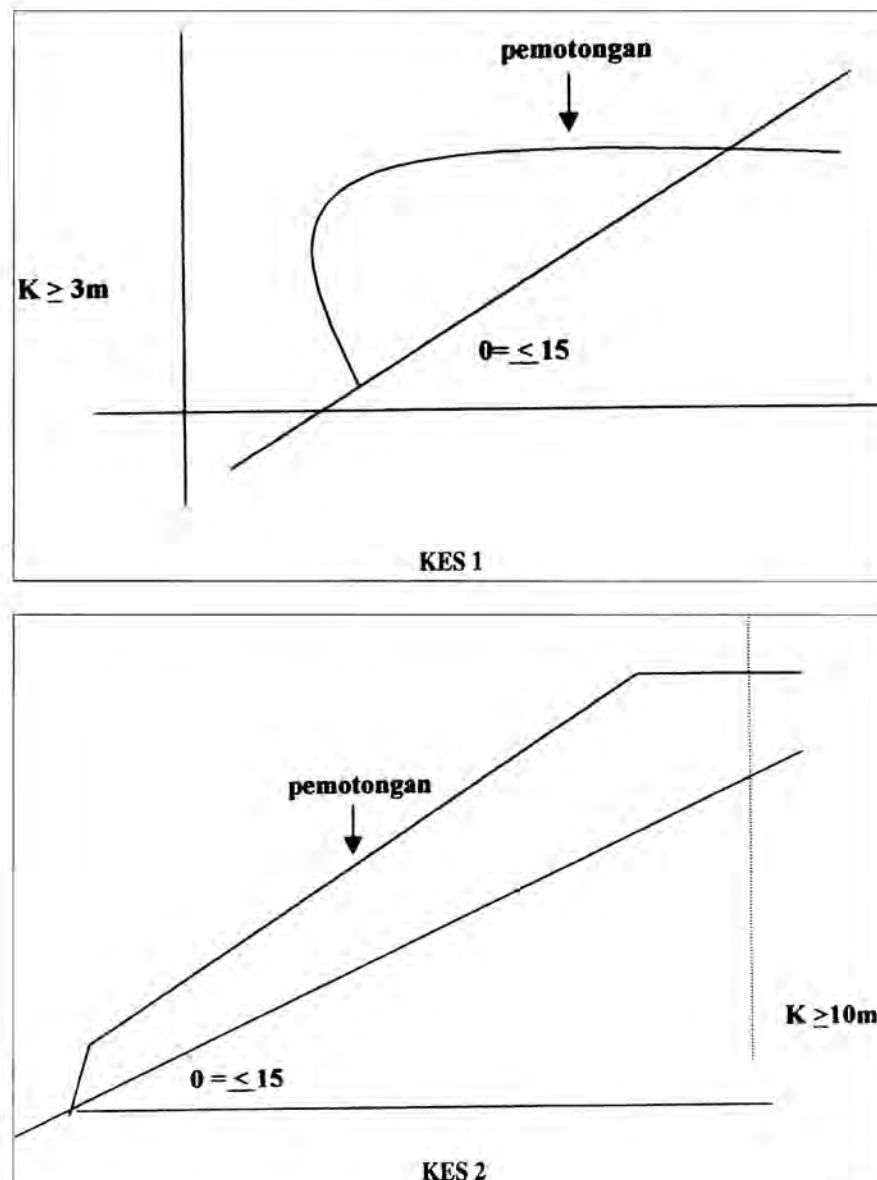 pemotongan
K ≥ 3m
0= ≤ 15
KES 1
pemotongan
K ≥10m
0 = ≤ 15
KES 2